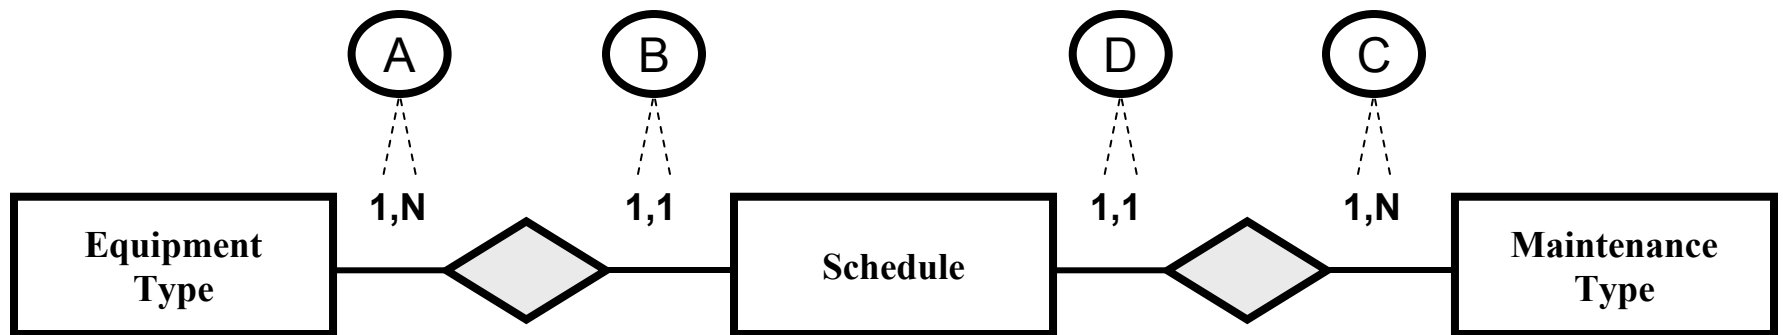 A
B
D
C
1,N
1,1
1,1
1,N
Equipment
Type
Schedule
Maintenance
Type